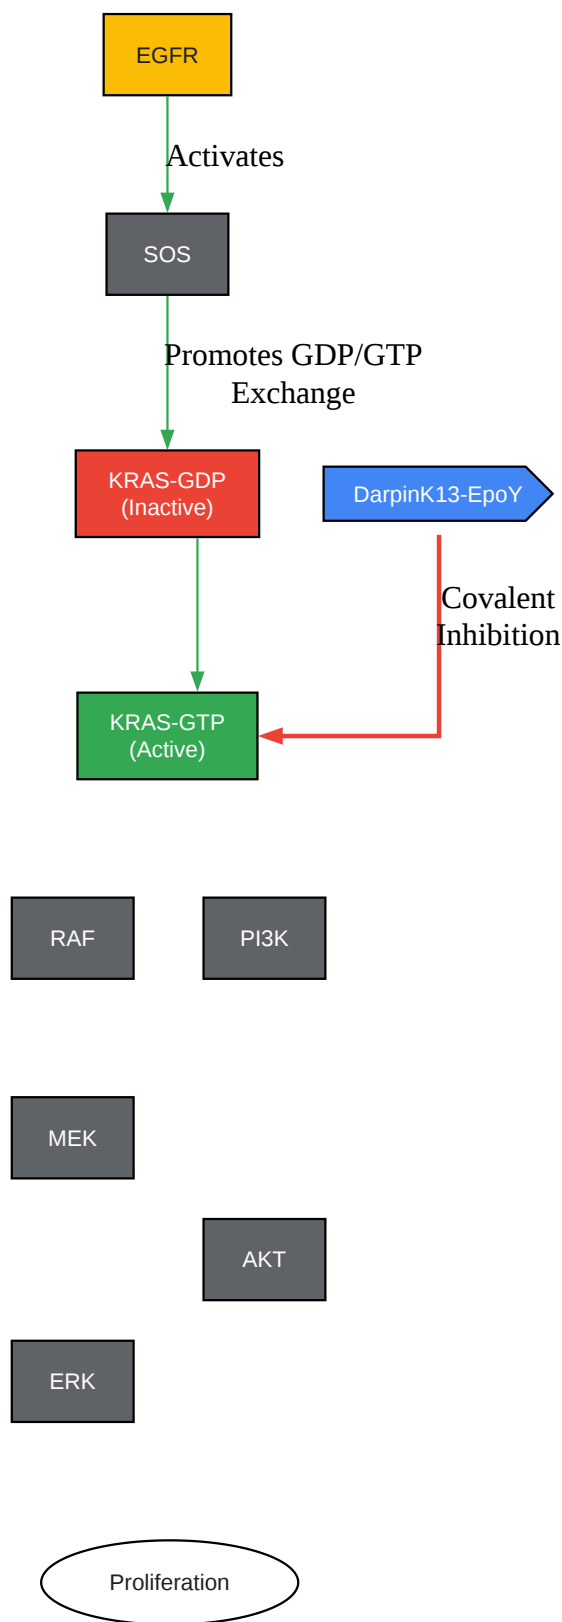 EGFR
Activates
SOS
Promotes GDP/GTP
Exchange
KRAS-GDP
(Inactive)
DarpinK13-EpoY
Covalent
Inhibition
KRAS-GTP
(Active)
RAF
PI3K
MEK
AKT
ERK
Proliferation